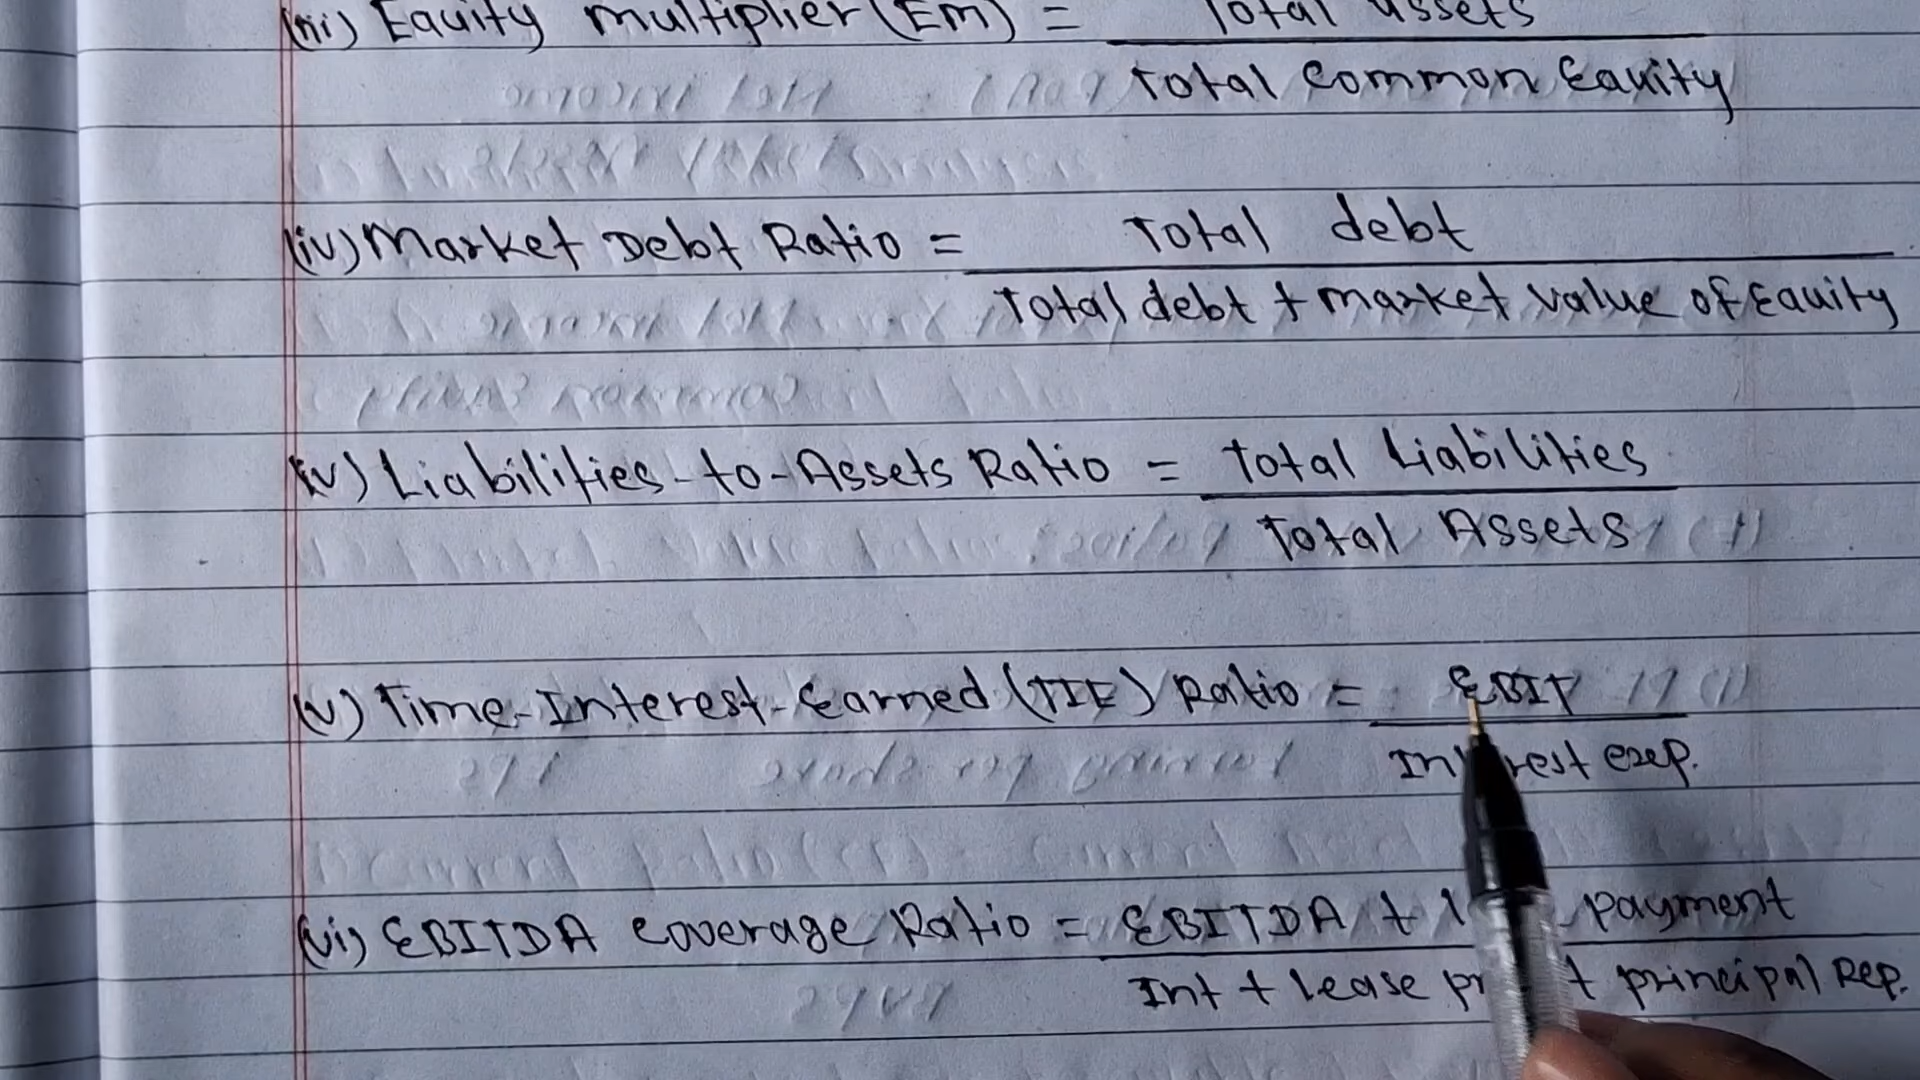 (iii) Equity multiplier (EM) = Total assets
Total Common Equity
(iv) Market Debt Ratio = Total debt
Total debt + market value of Equity
(v) Liabilities-to-Assets Ratio = Total Liabilities
Total Assets
(v) Time-Interest-Earned (TIE) Ratio = EBIT
Interest exp.
(vi) EBITDA coverage Ratio = EBITDA + payment
Int + lease + principal Rep.